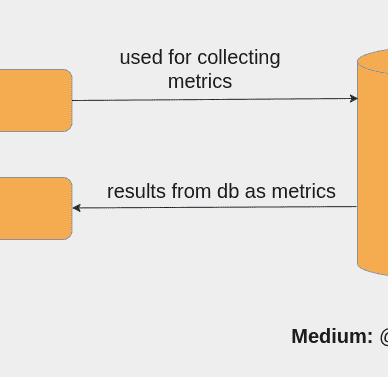 used for collecting
metrics
results from db as metrics
Medium: @